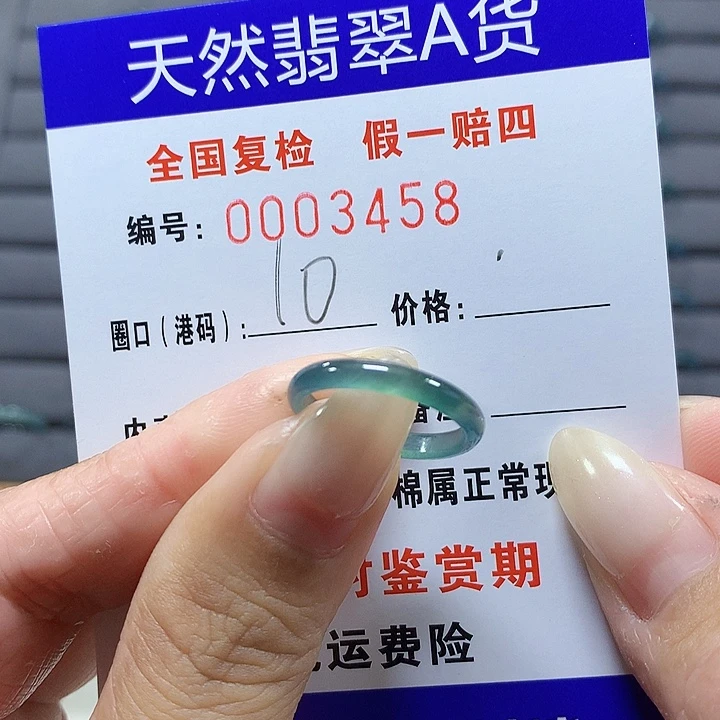 天然翡翠A货
全国复检 假一赔四
编号: 0003458
圈口(港码): 10 价格:
棉属正常现
鉴赏期
运费险